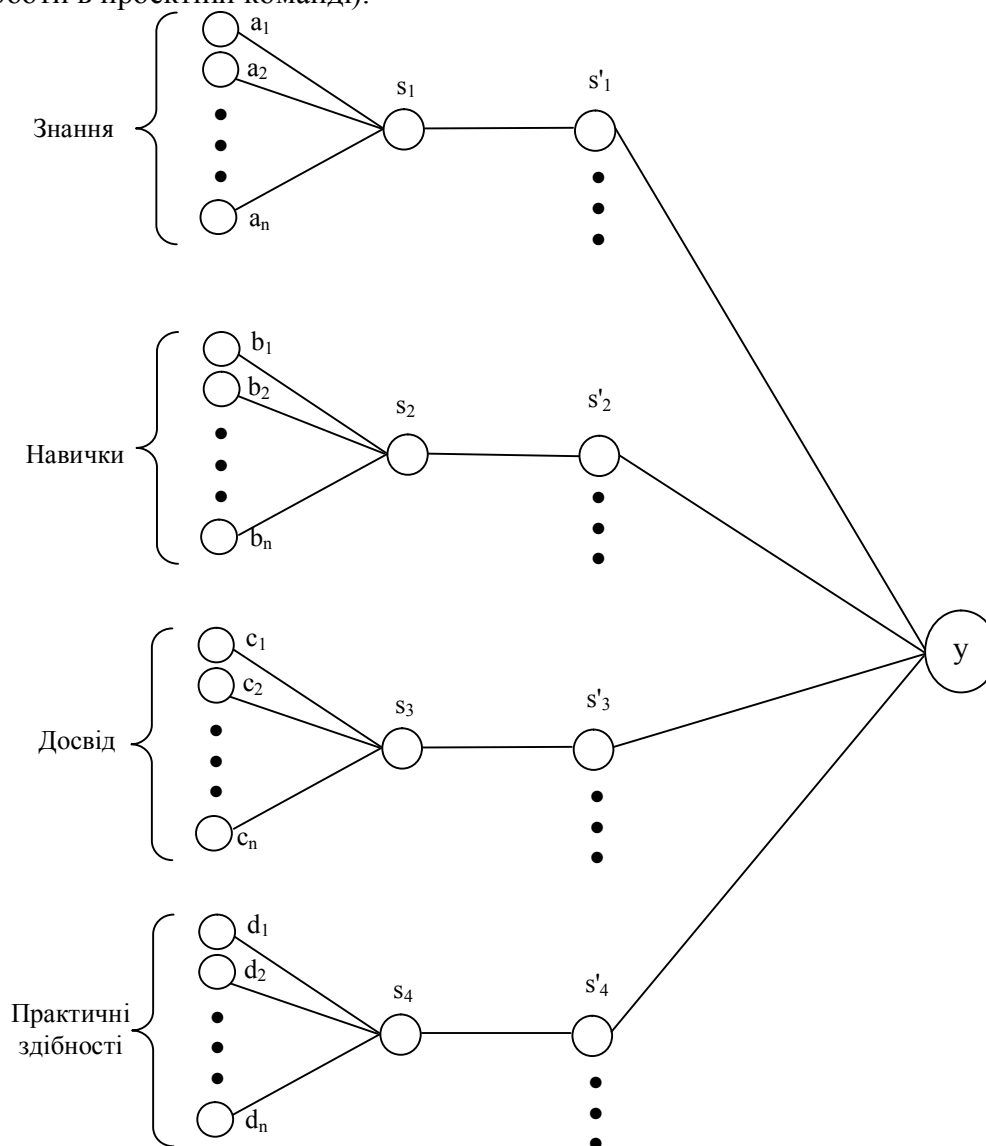 роботи в проектній команді).
a1
a2
s1
s'1
Знання
an
b1
b2
s2
s'2
Навички
bn
c1
c2
s3
s'3
y
Досвід
cn
d1
d2
s4
s'4
Практичні
здібності
dn